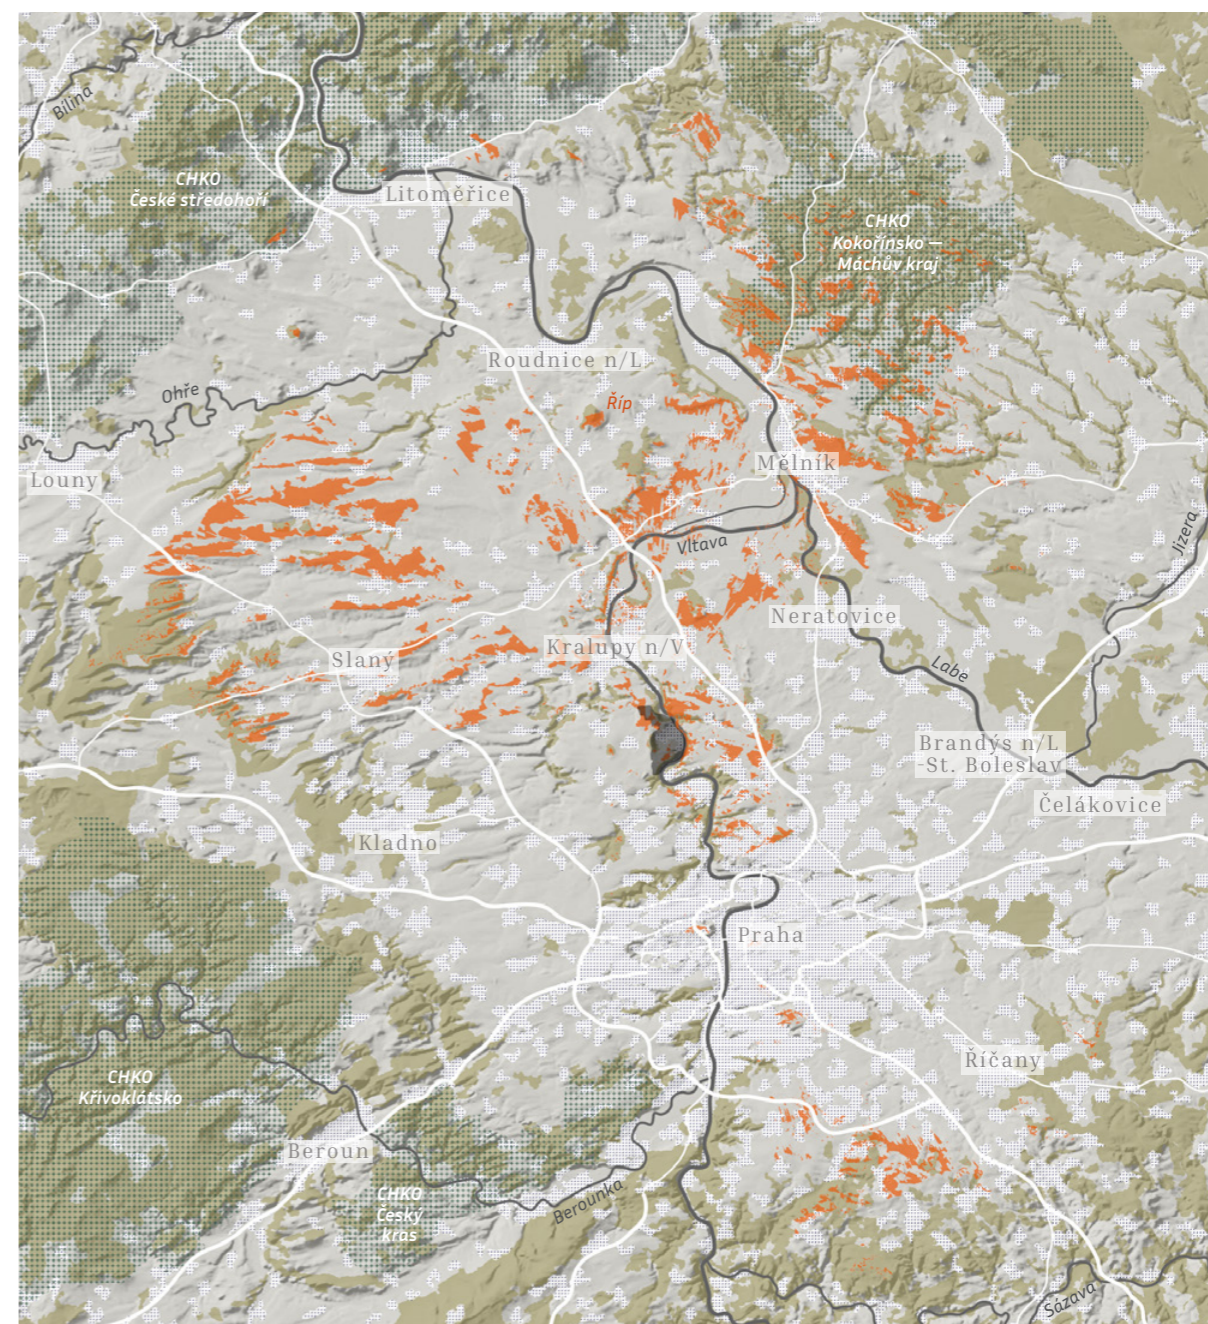 Bílina
CHKO
České středohoří
Litoměřice
CHKO
Kokořínsko –
Máchův kraj
Roudnice n/L
Ohře
Říp
Louny
Mělník
Vltava
Jizera
Neratovice
Kralupy n/V
Slaný
Labe
Brandýs n/L
-St. Boleslav
Čelákovice
Kladno
Praha
Říčany
CHKO
Křivoklátsko
Beroun
CHKO
Český
kras
Berounka
Sázava